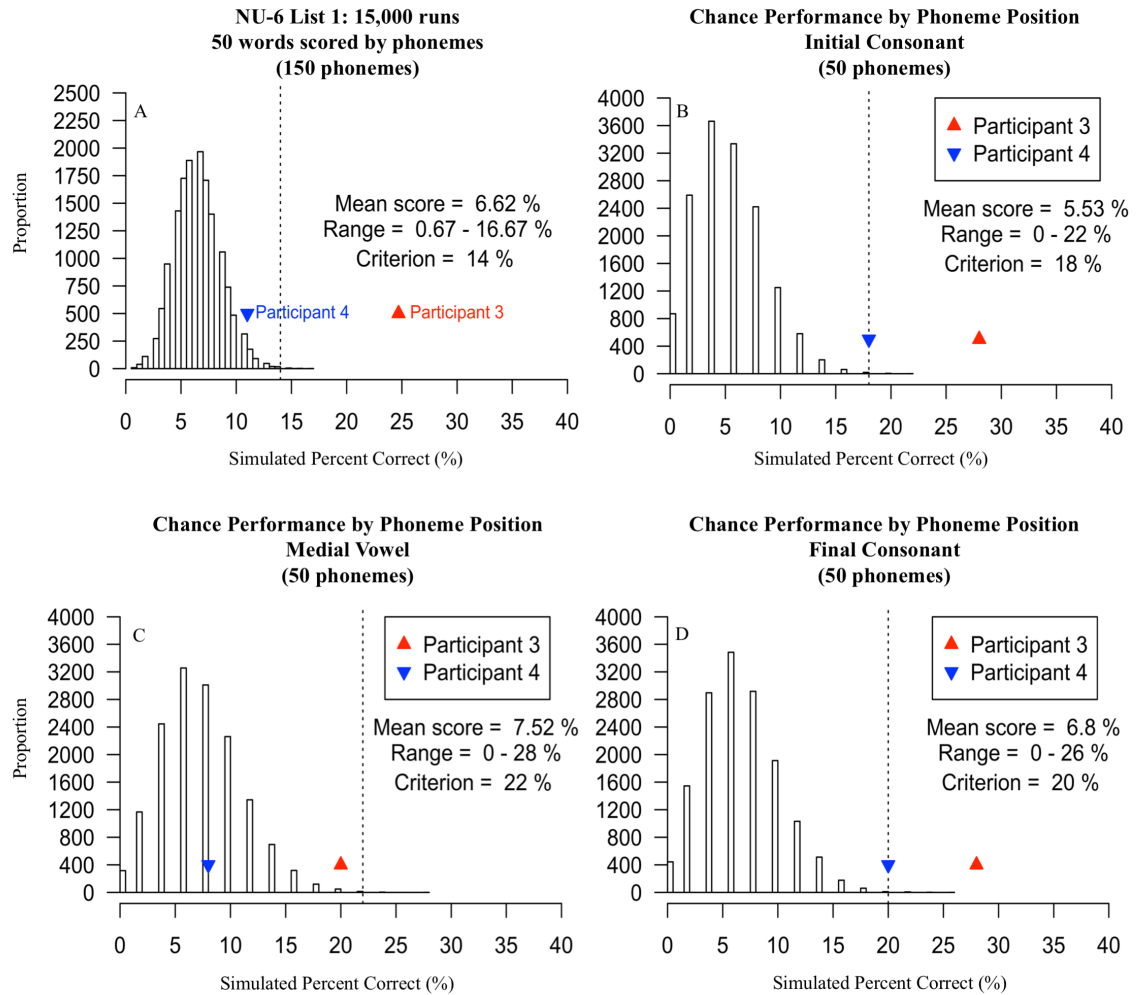 NU-6 List 1: 15,000 runs
50 words scored by phonemes
(150 phonemes)
A
Proportion
2500
2250
2000
1750
1500
1250
1000
750
500
250
0
Mean score = 6.62 %
Range = 0.67 - 16.67 %
Criterion = 14 %
Participant 4
Participant 3
0 5 10 15 20 25 30 35 40
Simulated Percent Correct (%)
Chance Performance by Phoneme Position
Initial Consonant
(50 phonemes)
B
4000
3600
3200
2800
2400
2000
1600
1200
800
400
0
Participant 3
Participant 4
Mean score = 5.53 %
Range = 0 - 22 %
Criterion = 18 %
0 5 10 15 20 25 30 35 40
Simulated Percent Correct (%)
Chance Performance by Phoneme Position
Medial Vowel
(50 phonemes)
C
Proportion
4000
3600
3200
2800
2400
2000
1600
1200
800
400
0
Participant 3
Participant 4
Mean score = 7.52 %
Range = 0 - 28 %
Criterion = 22 %
0 5 10 15 20 25 30 35 40
Simulated Percent Correct (%)
Chance Performance by Phoneme Position
Final Consonant
(50 phonemes)
D
4000
3600
3200
2800
2400
2000
1600
1200
800
400
0
Participant 3
Participant 4
Mean score = 6.8 %
Range = 0 - 26 %
Criterion = 20 %
0 5 10 15 20 25 30 35 40
Simulated Percent Correct (%)